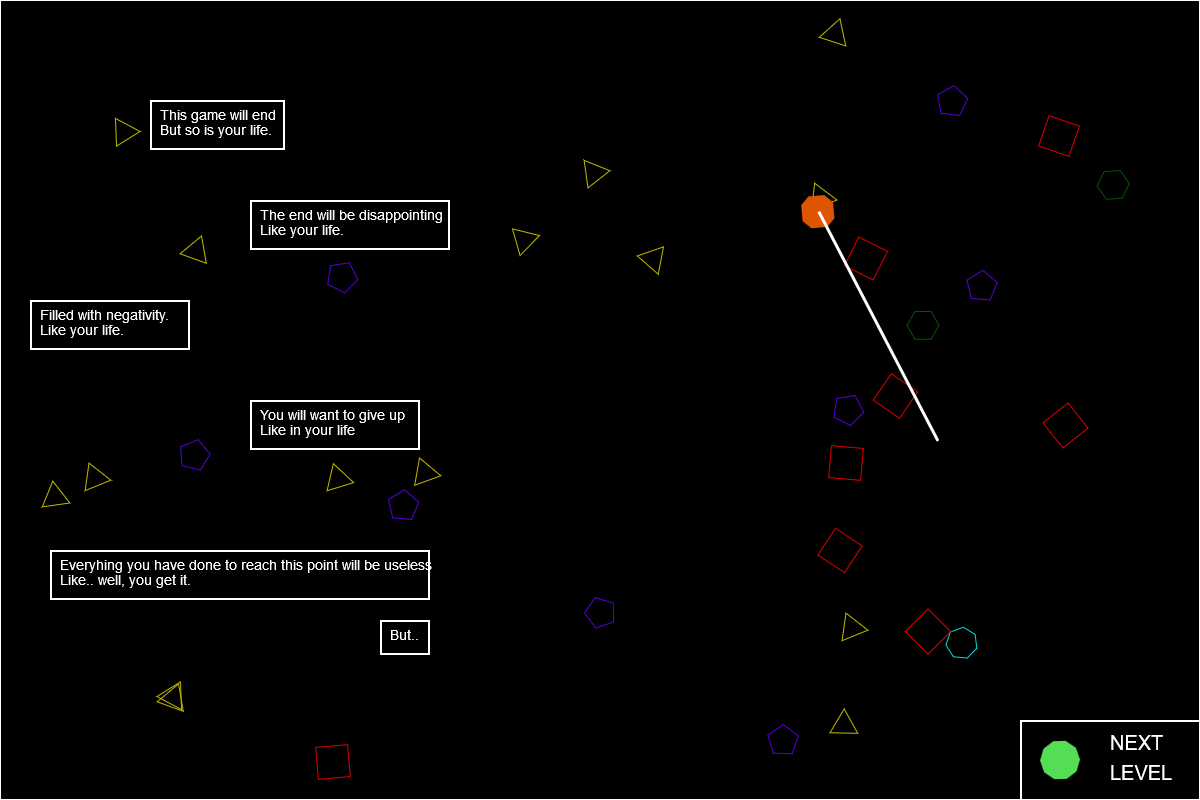 This game will end
But so is your life.
The end will be disappointing
Like your life.
Filled with negativity.
Like your life.
You will want to give up
Like in your life
Everyhing you have done to reach this point will be useless
Like.. well, you get it.
But..
NEXT
LEVEL